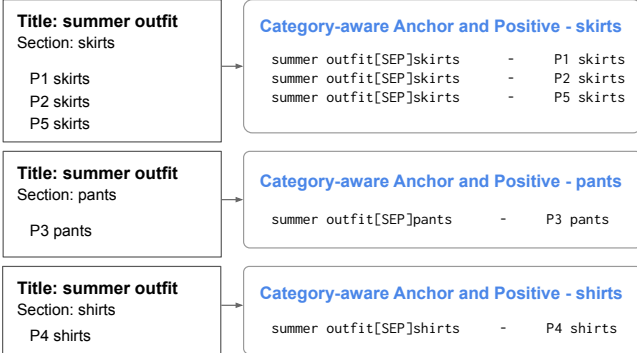 Title: summer outfit
Section: skirts
P1 skirts
P2 skirts
P5 skirts
Category-aware Anchor and Positive - skirts
summer outfit[SEP]skirts - P1 skirts
summer outfit[SEP]skirts - P2 skirts
summer outfit[SEP]skirts - P5 skirts
Title: summer outfit
Section: pants
P3 pants
Category-aware Anchor and Positive - pants
summer outfit[SEP]pants - P3 pants
Title: summer outfit
Section: shirts
P4 shirts
Category-aware Anchor and Positive - shirts
summer outfit[SEP]shirts - P4 shirts